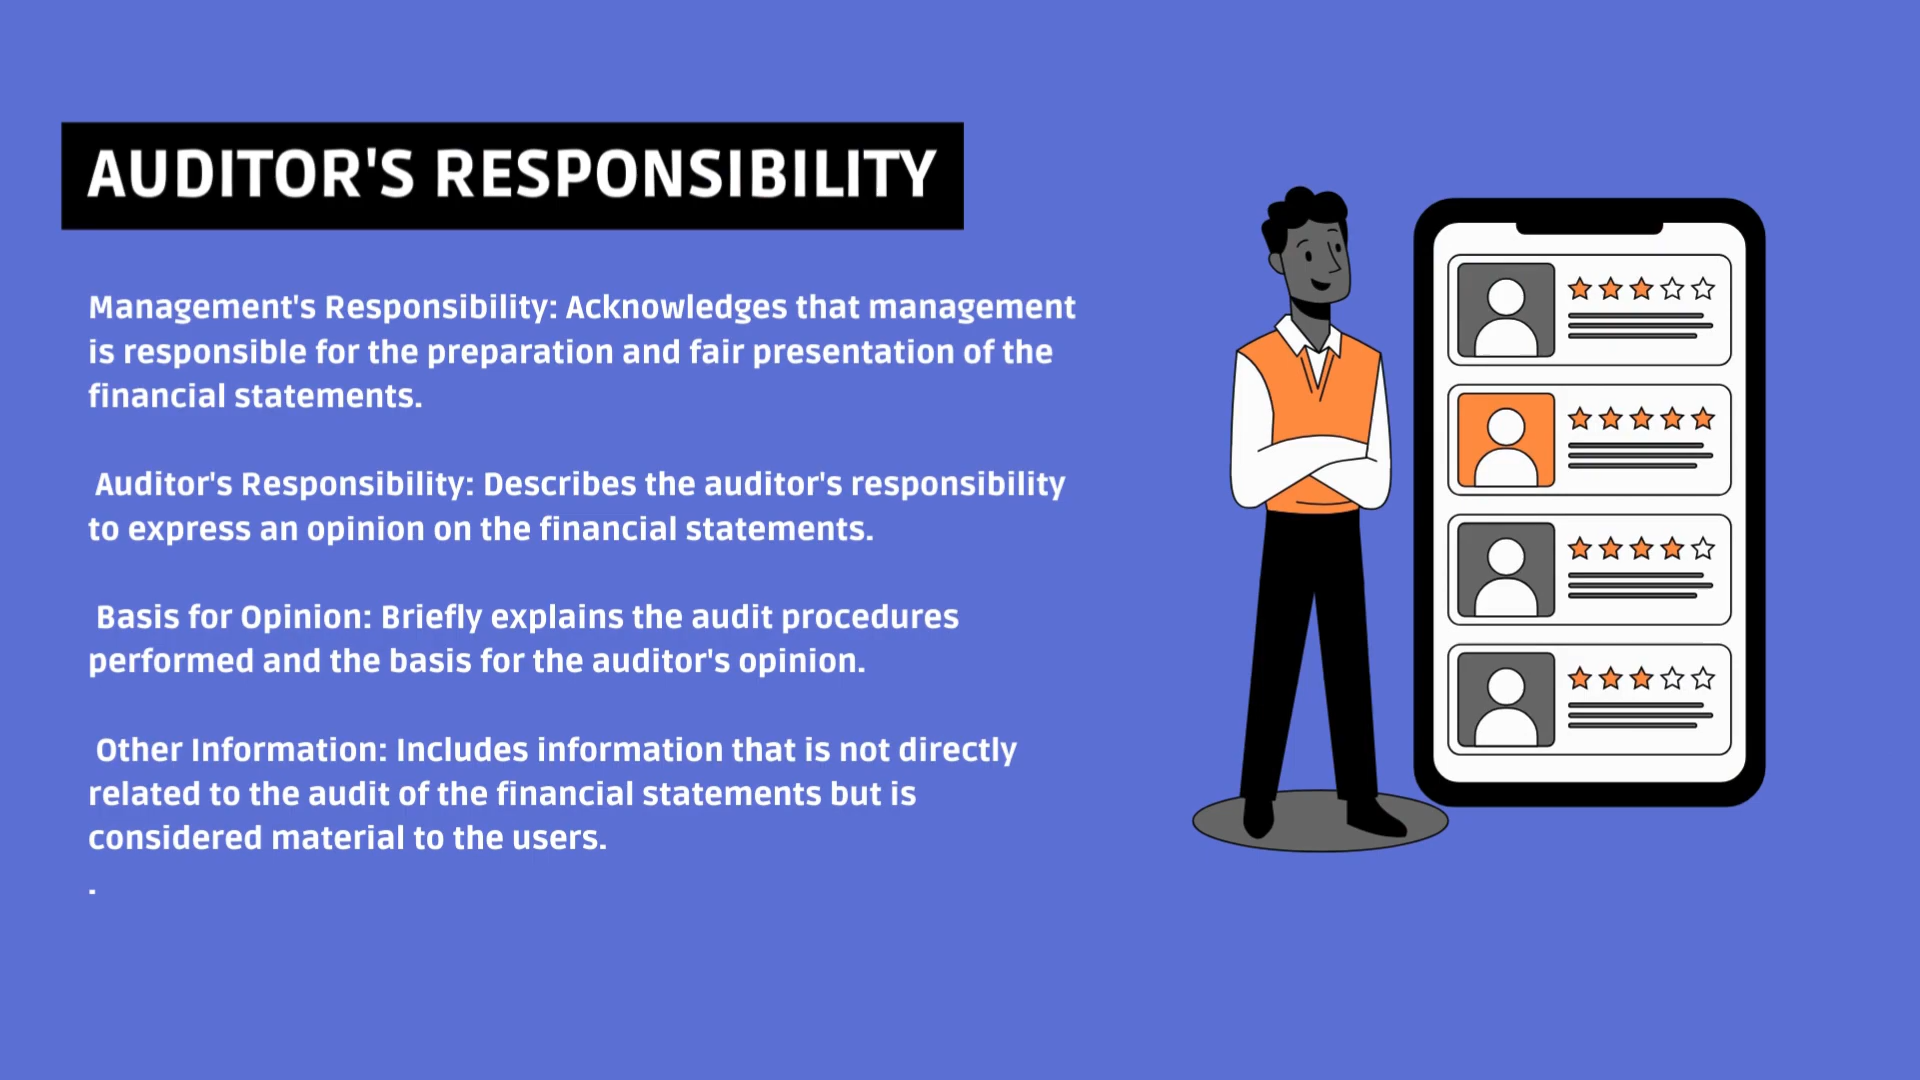 AUDITOR'S RESPONSIBILITY
Management's Responsibility: Acknowledges that management
is responsible for the preparation and fair presentation of the
financial statements.
Auditor's Responsibility: Describes the auditor's responsibility
to express an opinion on the financial statements.
Basis for Opinion: Briefly explains the audit procedures
performed and the basis for the auditor's opinion.
Other Information: Includes information that is not directly
related to the audit of the financial statements but is
considered material to the users.
.